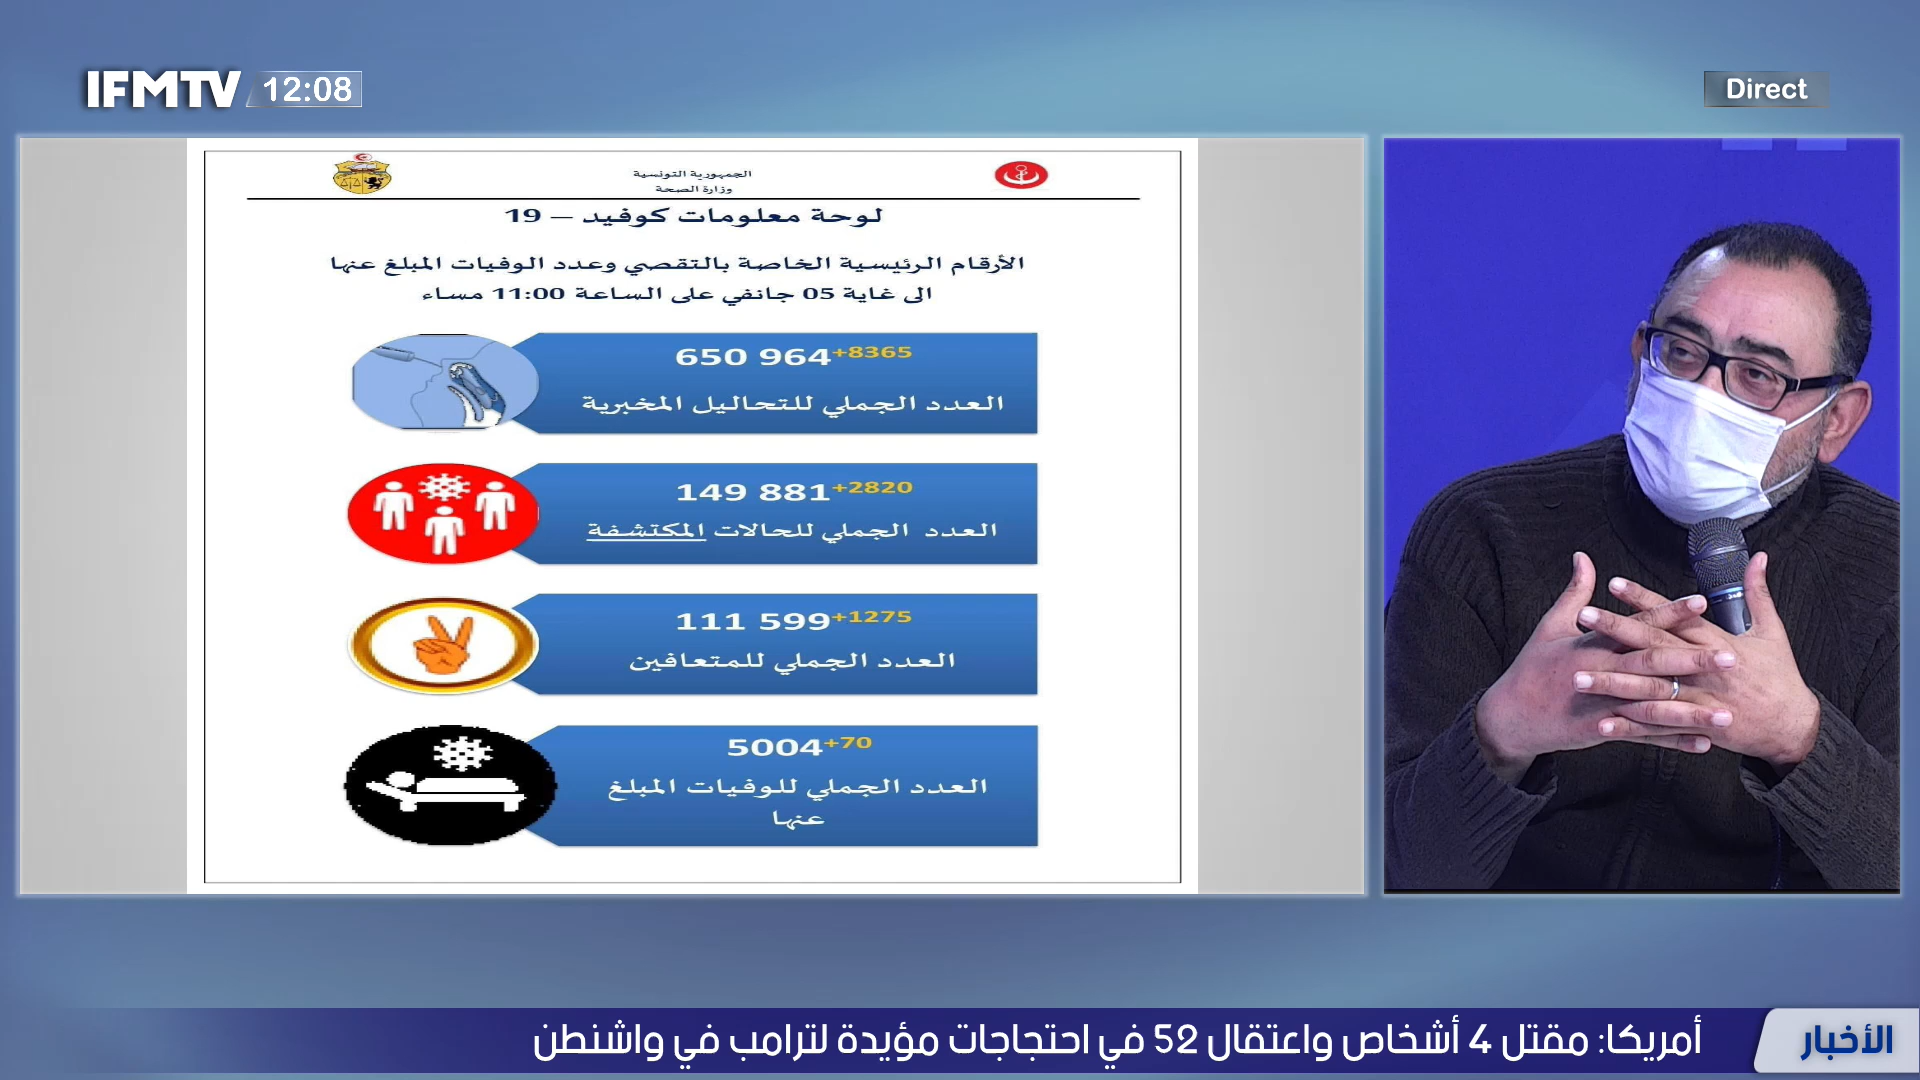 IFMTV 12:08
Direct
الجمهورية التونسية
وزارة الصحة
لوحة معلومات كوفيد – 19
الأرقام الرئيسية الخاصة بالتقصي وعدد الوفيات المبلغ عنها
الى غاية 05 جانفي على الساعة 11:00 مساء
650 964+8365
العدد الجملي للتحاليل المخبرية
149 881+2820
العدد الجملي للحالات المكتشفة
111 599+1275
العدد الجملي للمتعافين
5004+70
العدد الجملي للوفيات المبلغ
عنها
الأخبار
أمريكا: مقتل 4 أشخاص واعتقال 52 في احتجاجات مؤيدة لترامب في واشنطن